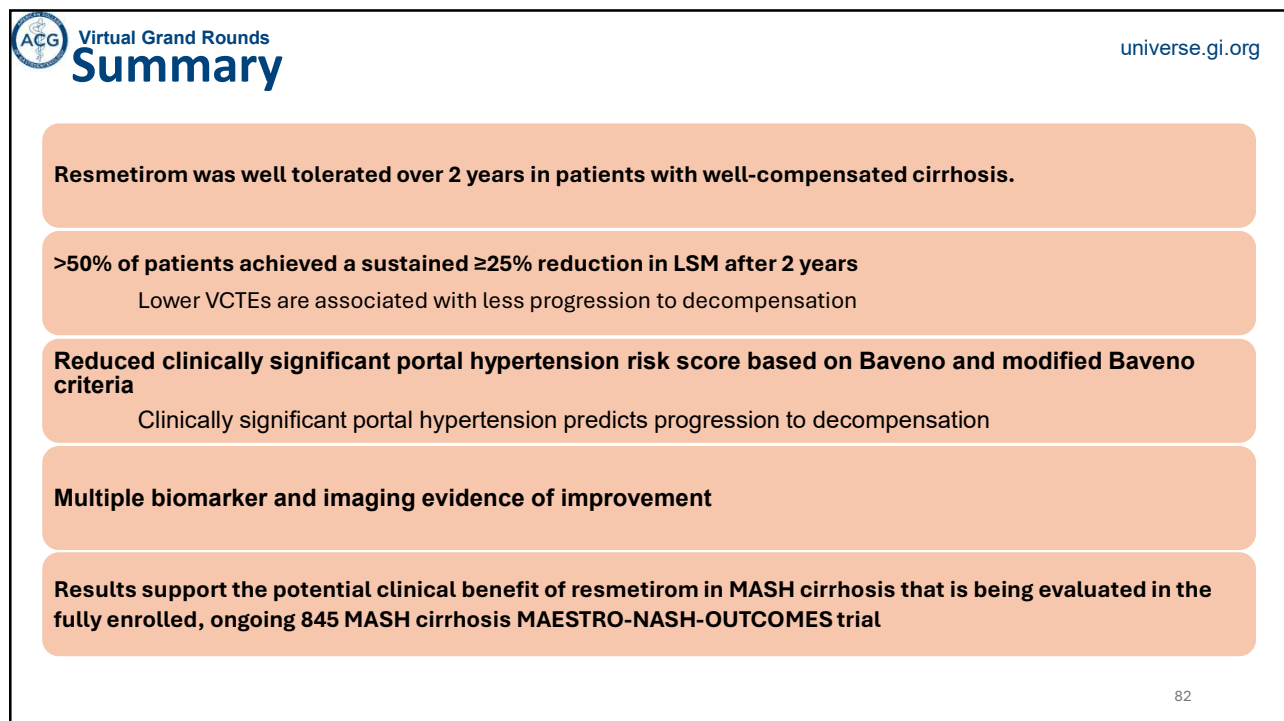 ACG
Virtual Grand Rounds
Summary
universe.gi.org
Resmetirom was well tolerated over 2 years in patients with well-compensated cirrhosis.
>50% of patients achieved a sustained ≥25% reduction in LSM after 2 years
Lower VCTEs are associated with less progression to decompensation
Reduced clinically significant portal hypertension risk score based on Baveno and modified Baveno
criteria
Clinically significant portal hypertension predicts progression to decompensation
Multiple biomarker and imaging evidence of improvement
Results support the potential clinical benefit of resmetirom in MASH cirrhosis that is being evaluated in the
fully enrolled, ongoing 845 MASH cirrhosis MAESTRO-NASH-OUTCOMES trial
82